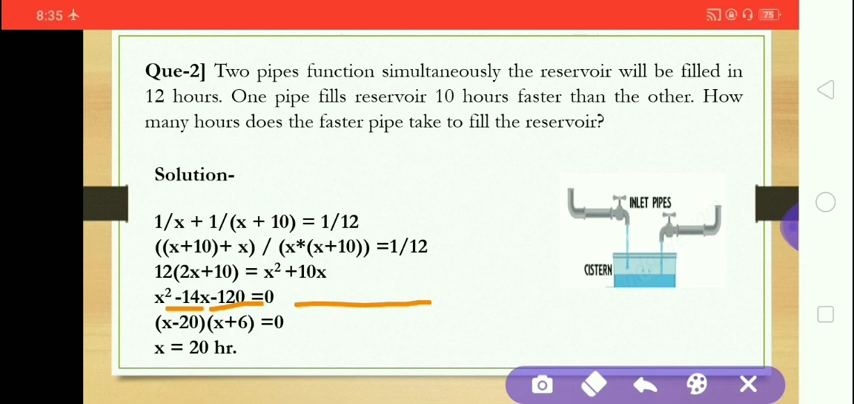 8:35
75
Que-2] Two pipes function simultaneously the reservoir will be filled in
12 hours. One pipe fills reservoir 10 hours faster than the other. How
many hours does the faster pipe take to fill the reservoir?
Solution-
1/x + 1/(x + 10) = 1/12
((x+10)+ x) / (x*(x+10)) =1/12
12(2x+10) = x² +10x
x² -14x-120 =0
(x-20)(x+6) =0
x = 20 hr.
INLET PIPES
CISTERN